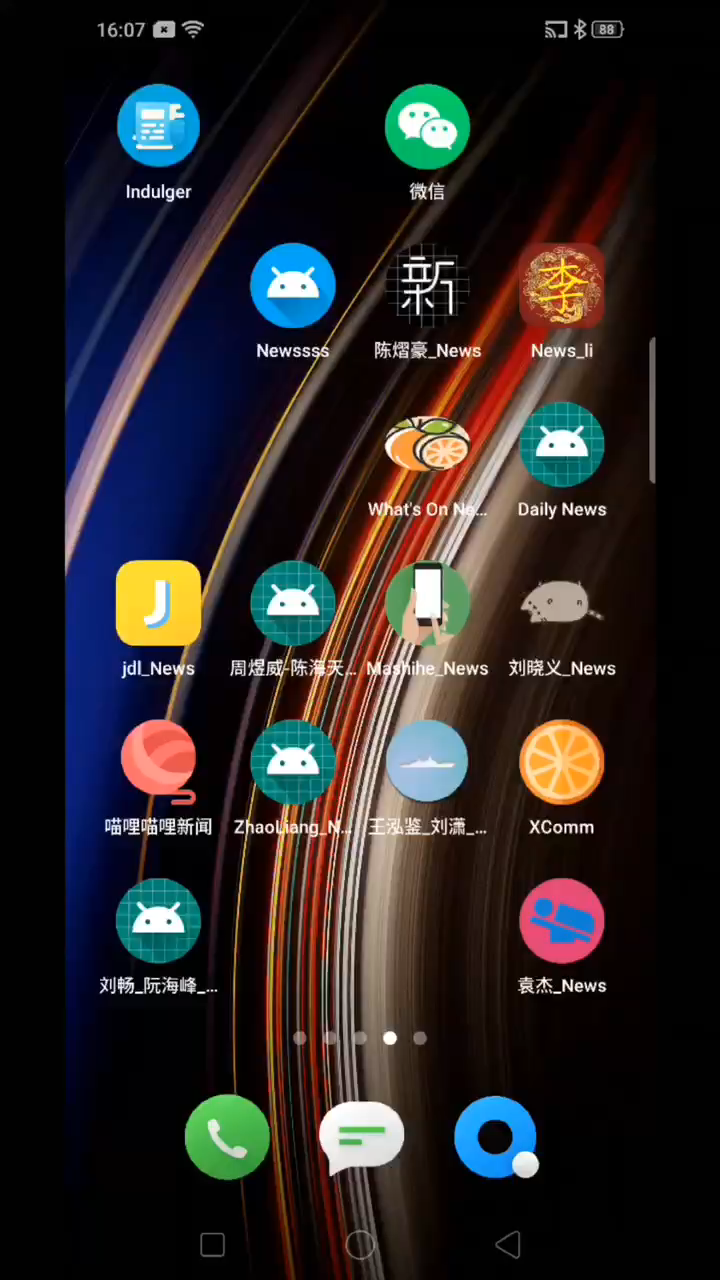 16:07
88
Indulger
微信
新
李
Newssss
陈熠豪_News
News_li
What's On Ne...
Daily News
J
jdl_News
周煜威-陈海天...
Mashihe_News
刘晓义_News
喵哩喵哩新闻
ZhaoLiang_N...
王泓鉴_刘潇_...
XComm
刘畅_阮海峰_...
袁杰_News